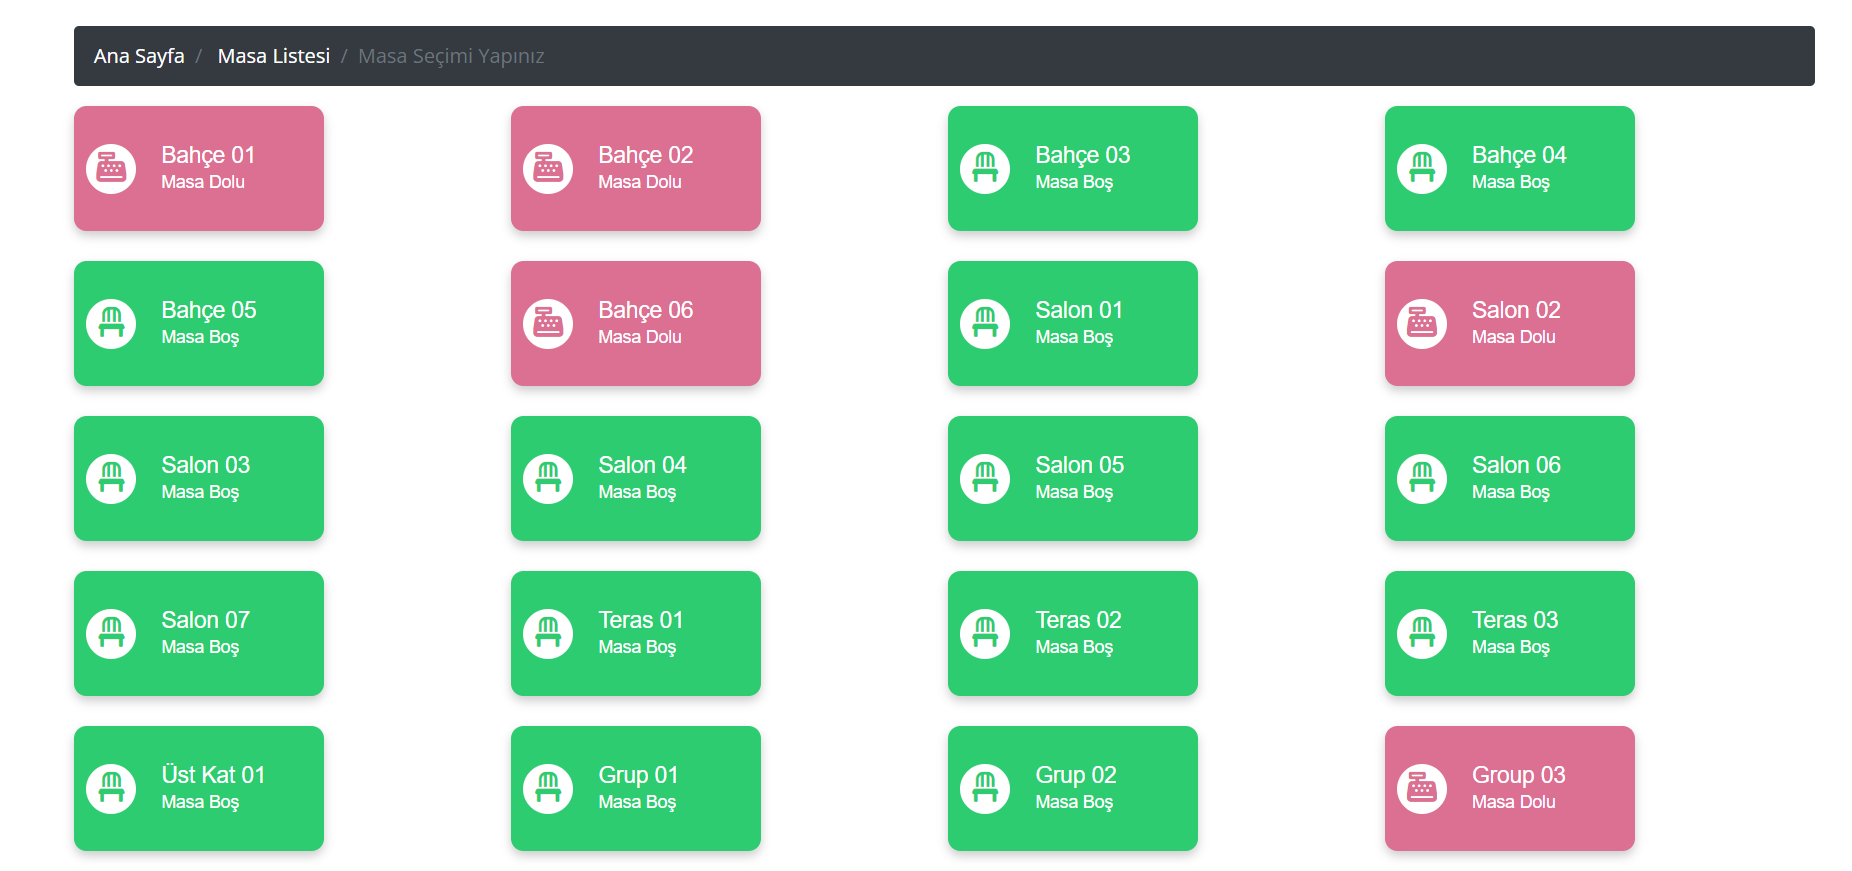 Ana Sayfa / Masa Listesi / Masa Seçimi Yapınız
Bahçe 01
Masa Dolu
Bahçe 02
Masa Dolu
Bahçe 03
Masa Boş
Bahçe 04
Masa Boş
Bahçe 05
Masa Boş
Bahçe 06
Masa Dolu
Salon 01
Masa Boş
Salon 02
Masa Dolu
Salon 03
Masa Boş
Salon 04
Masa Boş
Salon 05
Masa Boş
Salon 06
Masa Boş
Salon 07
Masa Boş
Teras 01
Masa Boş
Teras 02
Masa Boş
Teras 03
Masa Boş
Üst Kat 01
Masa Boş
Grup 01
Masa Boş
Grup 02
Masa Boş
Group 03
Masa Dolu